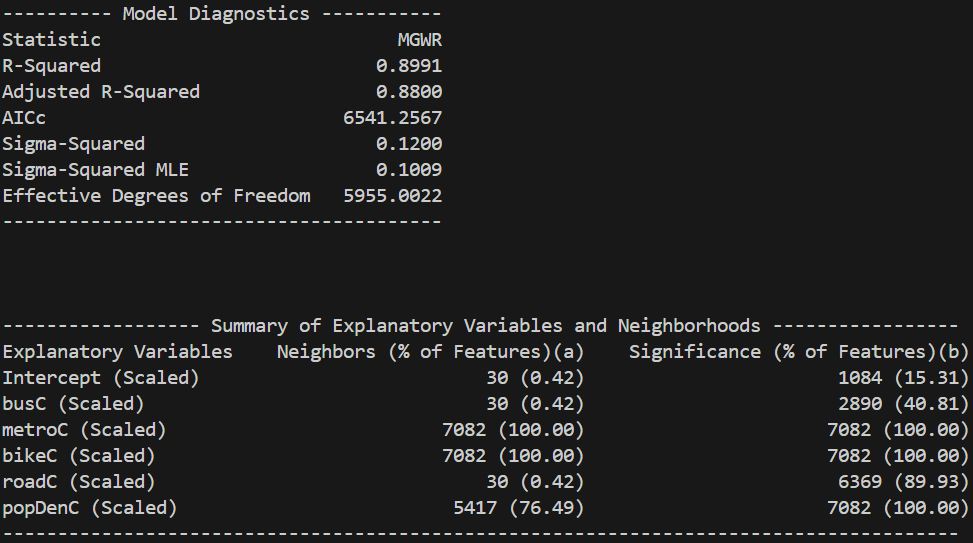 ---------- Model Diagnostics -----------
Statistic                           MGWR
R-Squared                         0.8991
Adjusted R-Squared                0.8800
AICc                           6541.2567
Sigma-Squared                     0.1200
Sigma-Squared MLE                 0.1009
Effective Degrees of Freedom   5955.0022
----------------------------------------
------------------ Summary of Explanatory Variables and Neighborhoods -----------------
Explanatory Variables    Neighbors (% of Features)(a)    Significance (% of Features)(b)
Intercept (Scaled)                          30 (0.42)                       1084 (15.31)
busC (Scaled)                               30 (0.42)                       2890 (40.81)
metroC (Scaled)                         7082 (100.00)                      7082 (100.00)
bikeC (Scaled)                          7082 (100.00)                      7082 (100.00)
roadC (Scaled)                              30 (0.42)                       6369 (89.93)
popDenC (Scaled)                         5417 (76.49)                      7082 (100.00)
---------------------------------------------------------------------------------------